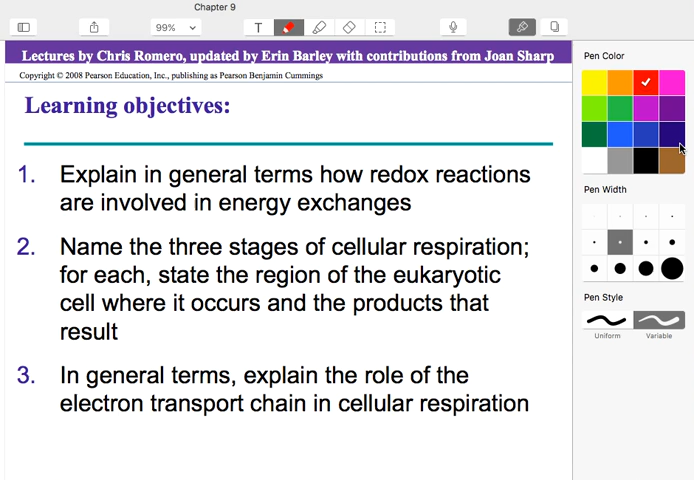 Chapter 9
99%
T
Lectures by Chris Romero, updated by Erin Barley with contributions from Joan Sharp
Copyright © 2008 Pearson Education, Inc., publishing as Pearson Benjamin Cummings
Learning objectives:
1. Explain in general terms how redox reactions
are involved in energy exchanges
2. Name the three stages of cellular respiration;
for each, state the region of the eukaryotic
cell where it occurs and the products that
result
3. In general terms, explain the role of the
electron transport chain in cellular respiration
Pen Color
Pen Width
Pen Style
Uniform
Variable